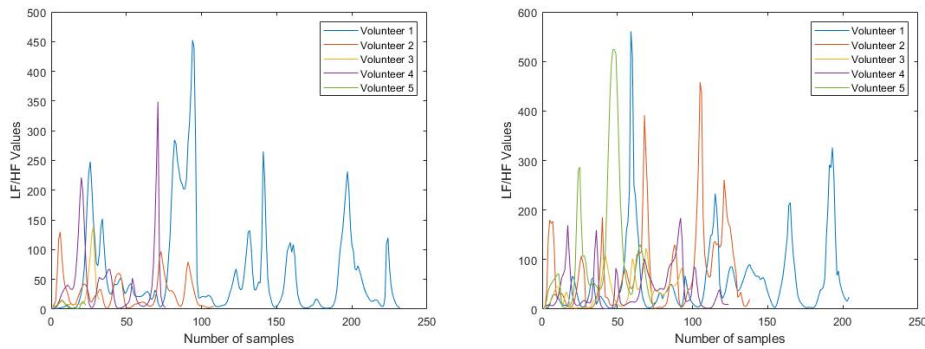 500
450
400
350
300
250
200
150
100
50
0
LF/HF Values
0 50 100 150 200 250
Number of samples
Volunteer 1
Volunteer 2
Volunteer 3
Volunteer 4
Volunteer 5
600
500
400
300
200
100
0
LF/HF Values
0 50 100 150 200 250
Number of samples
Volunteer 1
Volunteer 2
Volunteer 3
Volunteer 4
Volunteer 5